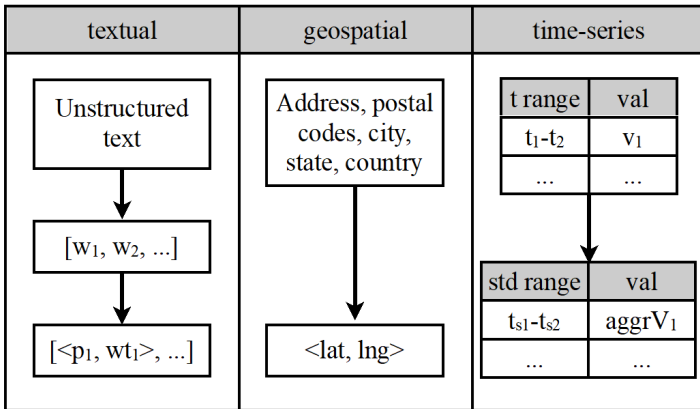 textual
Unstructured
text
[w₁, w₂, ...]
[<p₁, wt₁>, ...]
geospatial
Address, postal
codes, city,
state, country
<lat, lng>
time-series
t range val
t₁-t₂ v₁
... ...
std range val
tₛ₁-tₛ₂ aggrV₁
... ...